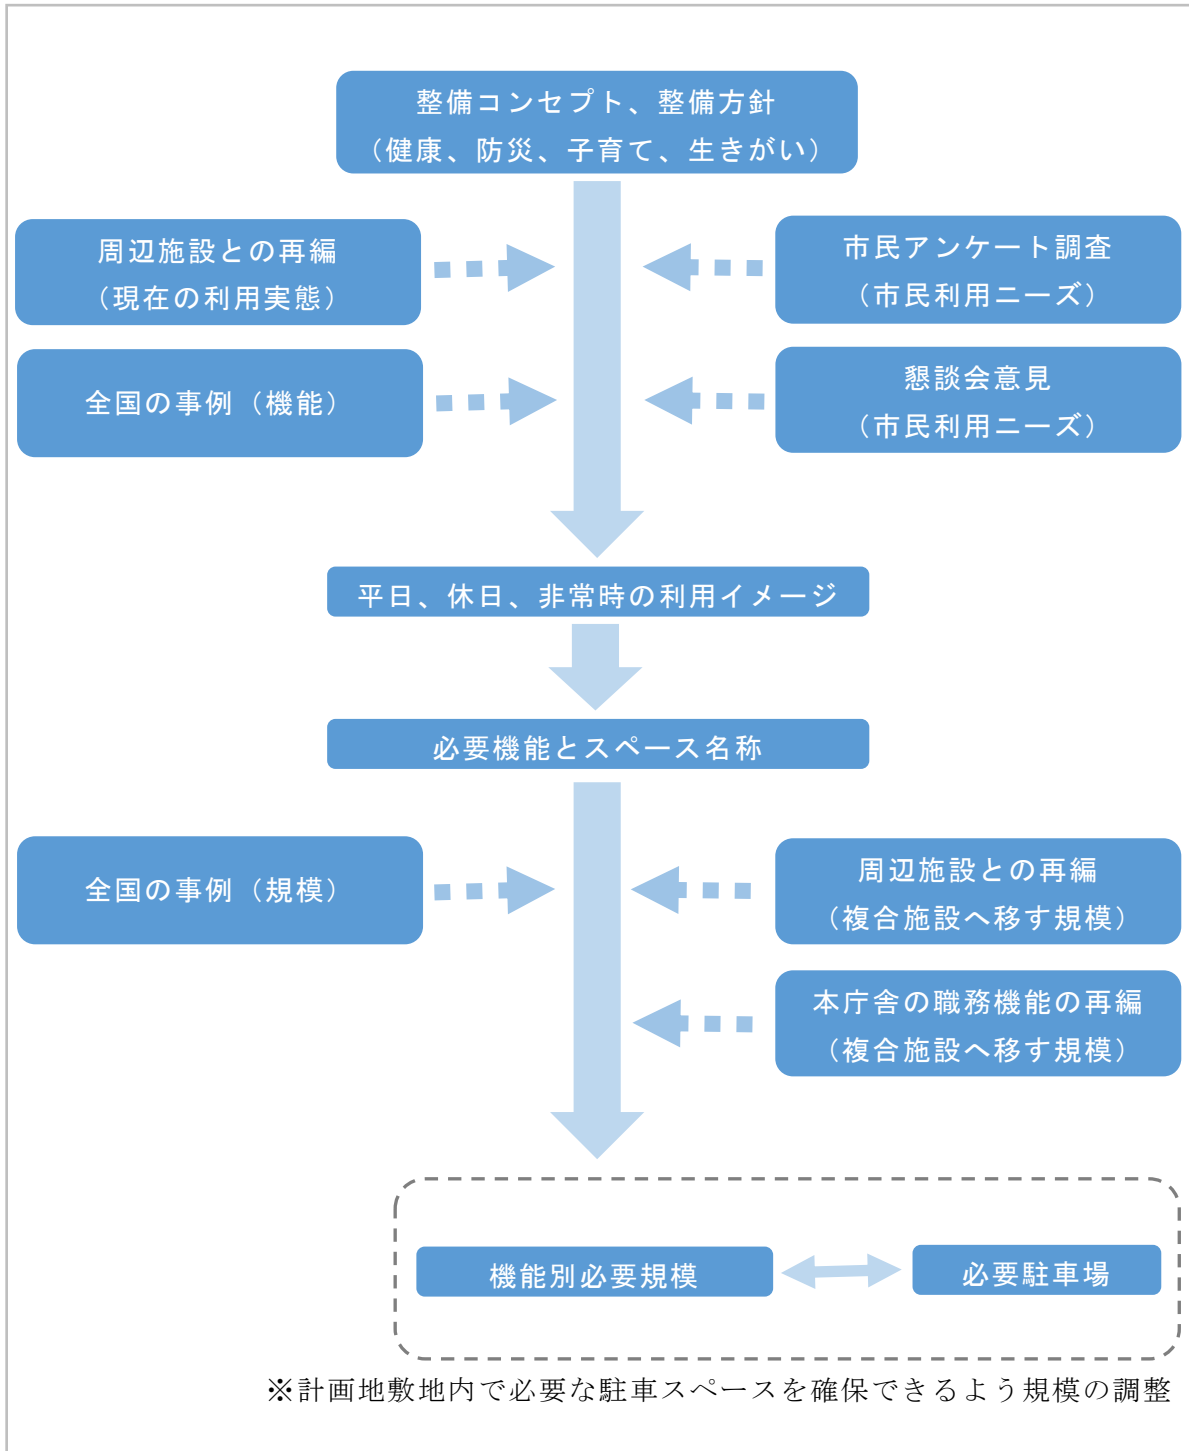 整備コンセプト、整備方針
（健康、防災、子育て、生きがい）
周辺施設との再編
（現在の利用実態）
市民アンケート調査
（市民利用ニーズ）
全国の事例（機能）
懇談会意見
（市民利用ニーズ）
平日、休日、非常時の利用イメージ
必要機能とスペース名称
全国の事例（規模）
周辺施設との再編
（複合施設へ移す規模）
本庁舎の職務機能の再編
（複合施設へ移す規模）
機能別必要規模
必要駐車場
※計画地敷地内で必要な駐車スペースを確保できるよう規模の調整